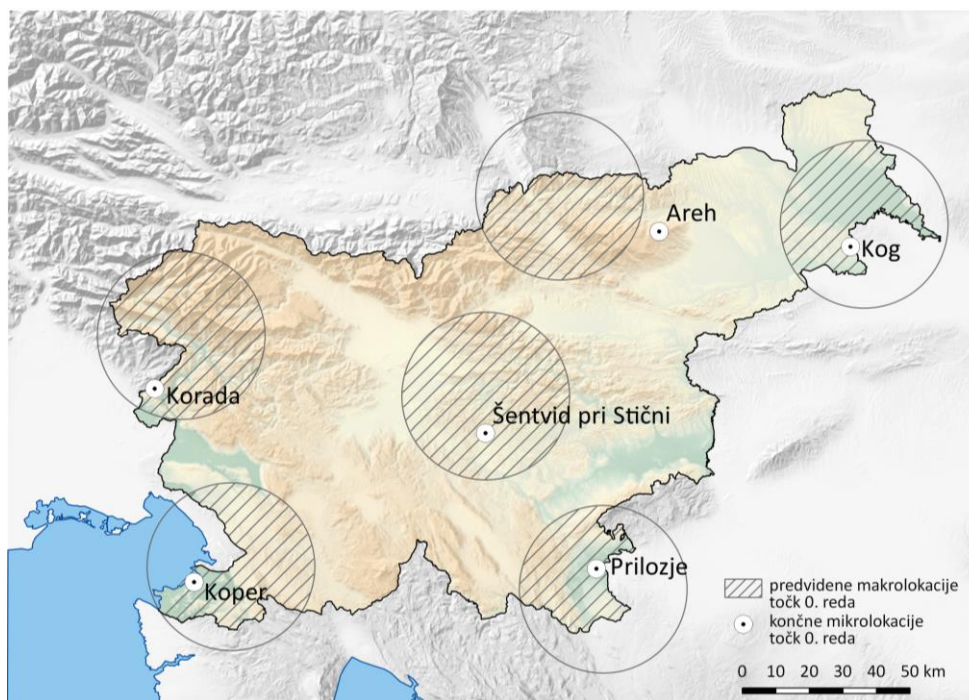 Areh
Kog
Korada
Šentvid pri Stični
Koper
Prilozje
predvidene makrolokacije
točk 0. reda
končne mikrolokacije
točk 0. reda
0 10 20 30 40 50 km